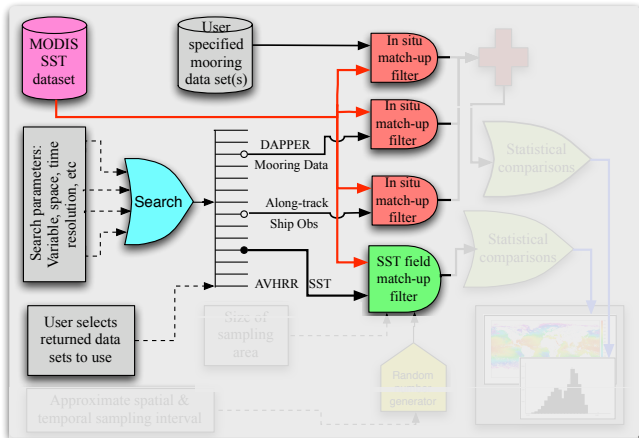 MODIS
SST
dataset
User
specified
mooring
data set(s)
In situ
match-up
filter
DAPPER
Mooring Data
In situ
match-up
filter
Search parameters:
Variable, space, time
resolution, etc
Search
Along-track
Ship Obs
In situ
match-up
filter
Statistical
comparisons
AVHRR SST
SST field
match-up
filter
Statistical
comparisons
User selects
returned data
sets to use
Size of
sampling
area
Random
number
generator
Approximate spatial &
temporal sampling interval